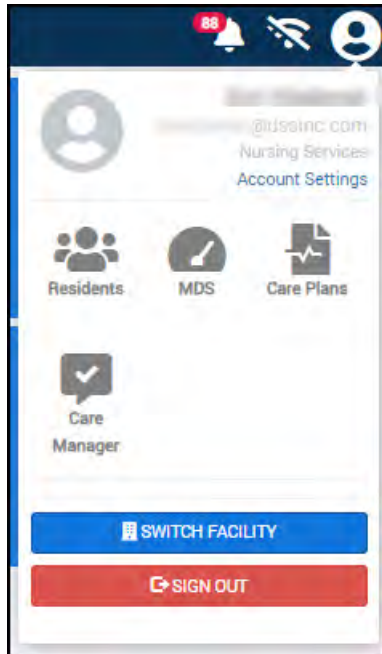 88
@dssinc.com
Nursing Services
Account Settings
Residents MDS Care Plans
Care
Manager
SWITCH FACILITY
SIGN OUT